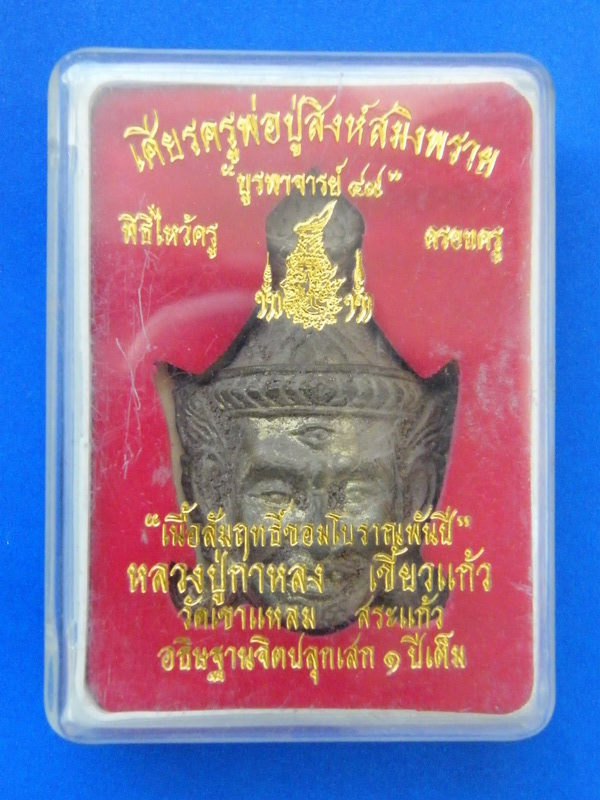 เศียรครูพ่อปู่สิงห์สมิงพราย
"บูรพาจารย์ ๔๙"
พิธีไหว้ครู ครอบครู
"เนื้อสัมฤทธิ์ขอมโบราณพันปี"
หลวงปู่กาหลง เขี้ยวแก้ว
วัดเขาแหลม สระแก้ว
อธิษฐานจิตปลุกเสก ๑ ปีเต็ม